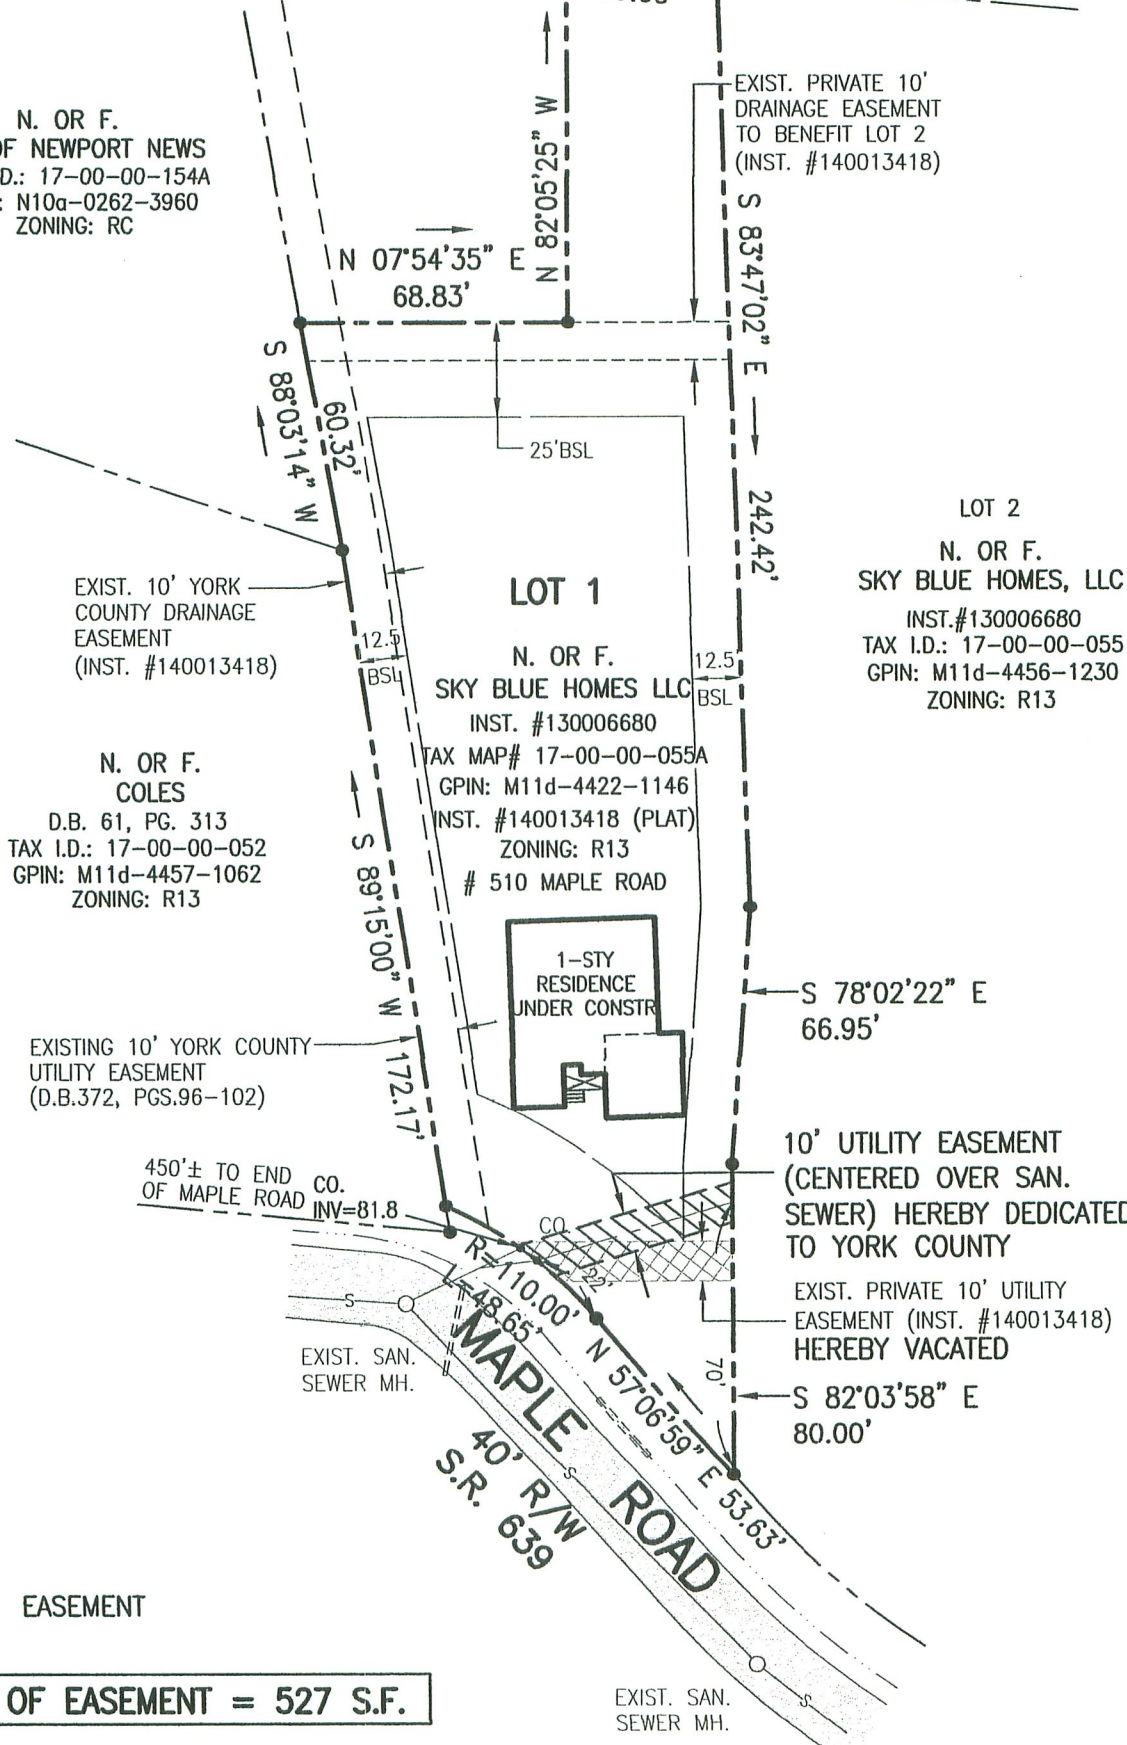 N. OR F.
OF NEWPORT NEWS
D.: 17-00-00-154A
: N10a-0262-3960
ZONING: RC
N 82°05'25" W
EXIST. PRIVATE 10'
DRAINAGE EASEMENT
TO BENEFIT LOT 2
(INST. #140013418)
N 07°54'35" E
68.83'
S 83°47'02" E
242.42'
S 88°03'14" W
60.32'
25'BSL
LOT 2
N. OR F.
SKY BLUE HOMES, LLC
INST.#130006680
TAX I.D.: 17-00-00-055
GPIN: M11d-4456-1230
ZONING: R13
EXIST. 10' YORK
COUNTY DRAINAGE
EASEMENT
(INST. #140013418)
12.5'
BSL
LOT 1
N. OR F.
SKY BLUE HOMES LLC
INST. #130006680
TAX MAP# 17-00-00-055A
GPIN: M11d-4422-1146
INST. #140013418 (PLAT)
ZONING: R13
# 510 MAPLE ROAD
12.5'
BSL
N. OR F.
COLES
D.B. 61, PG. 313
TAX I.D.: 17-00-00-052
GPIN: M11d-4457-1062
ZONING: R13
S 89°15'00" W
172.17'
1-STY
RESIDENCE
UNDER CONSTR
S 78°02'22" E
66.95'
EXISTING 10' YORK COUNTY
UTILITY EASEMENT
(D.B.372, PGS.96-102)
10' UTILITY EASEMENT
(CENTERED OVER SAN.
SEWER) HEREBY DEDICATED
TO YORK COUNTY
450'± TO END
OF MAPLE ROAD
CO.
INV=81.8
CO
R=110.00'
L=48.65'
22'
EXIST. PRIVATE 10' UTILITY
EASEMENT (INST. #140013418)
HEREBY VACATED
S
EXIST. SAN.
SEWER MH.
N 57°06'59" E 53.63'
70'
S 82°03'58" E
80.00'
MAPLE ROAD
40' R/W
S.R. 639
S
EASEMENT
OF EASEMENT = 527 S.F.
EXIST. SAN.
SEWER MH.
S